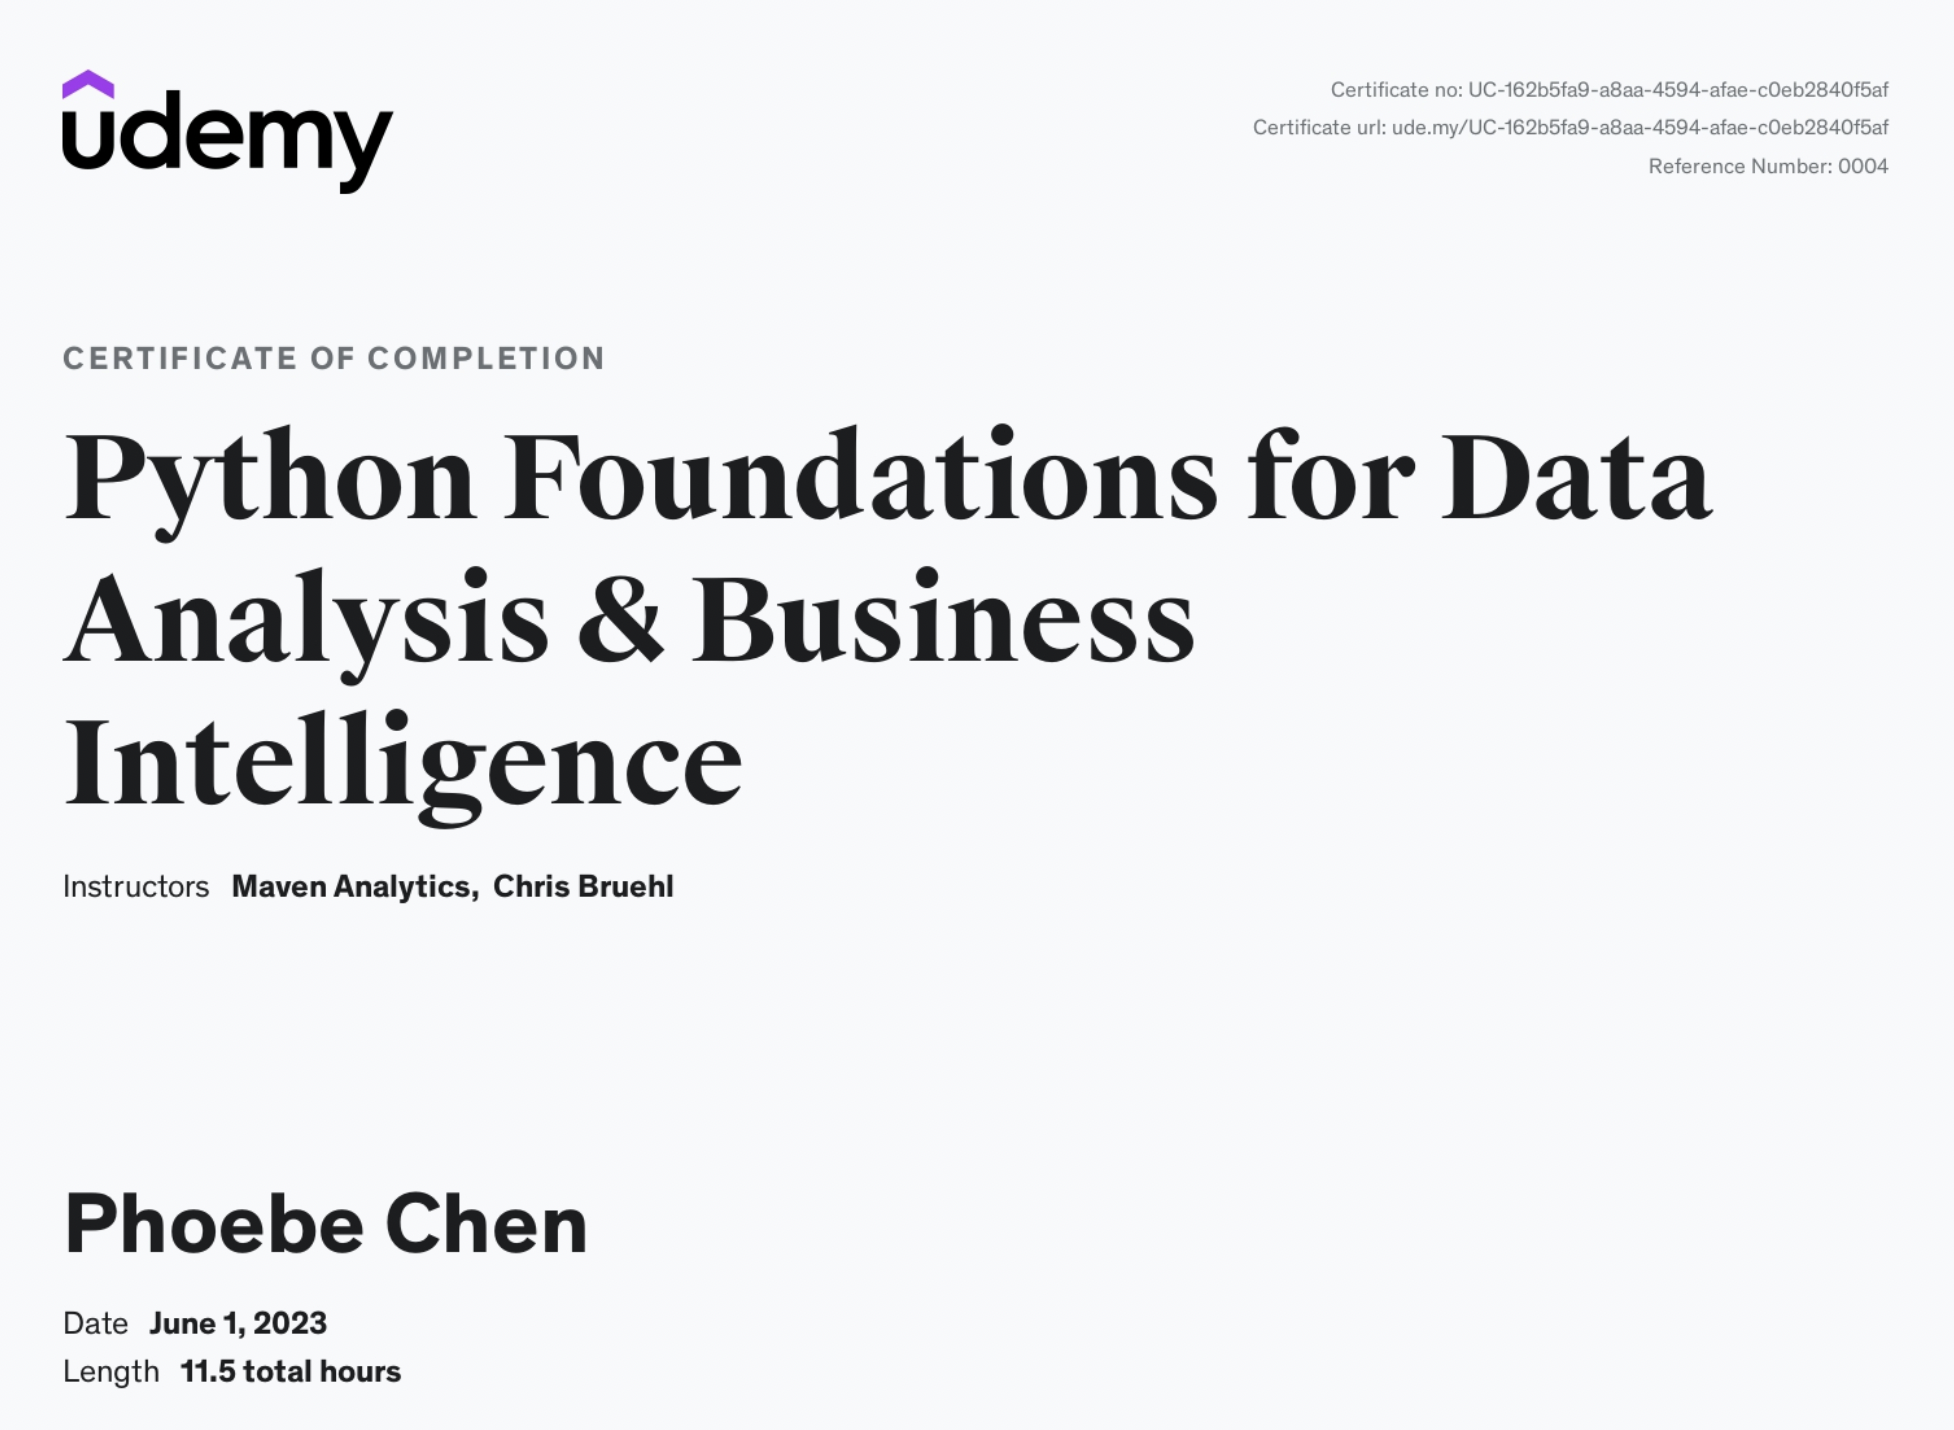 udemy
Certificate no: UC-162b5fa9-a8aa-4594-afae-c0eb2840f5af
Certificate url: ude.my/UC-162b5fa9-a8aa-4594-afae-c0eb2840f5af
Reference Number: 0004
CERTIFICATE OF COMPLETION
Python Foundations for Data
Analysis & Business
Intelligence
Instructors Maven Analytics, Chris Bruehl
Phoebe Chen
Date June 1, 2023
Length 11.5 total hours